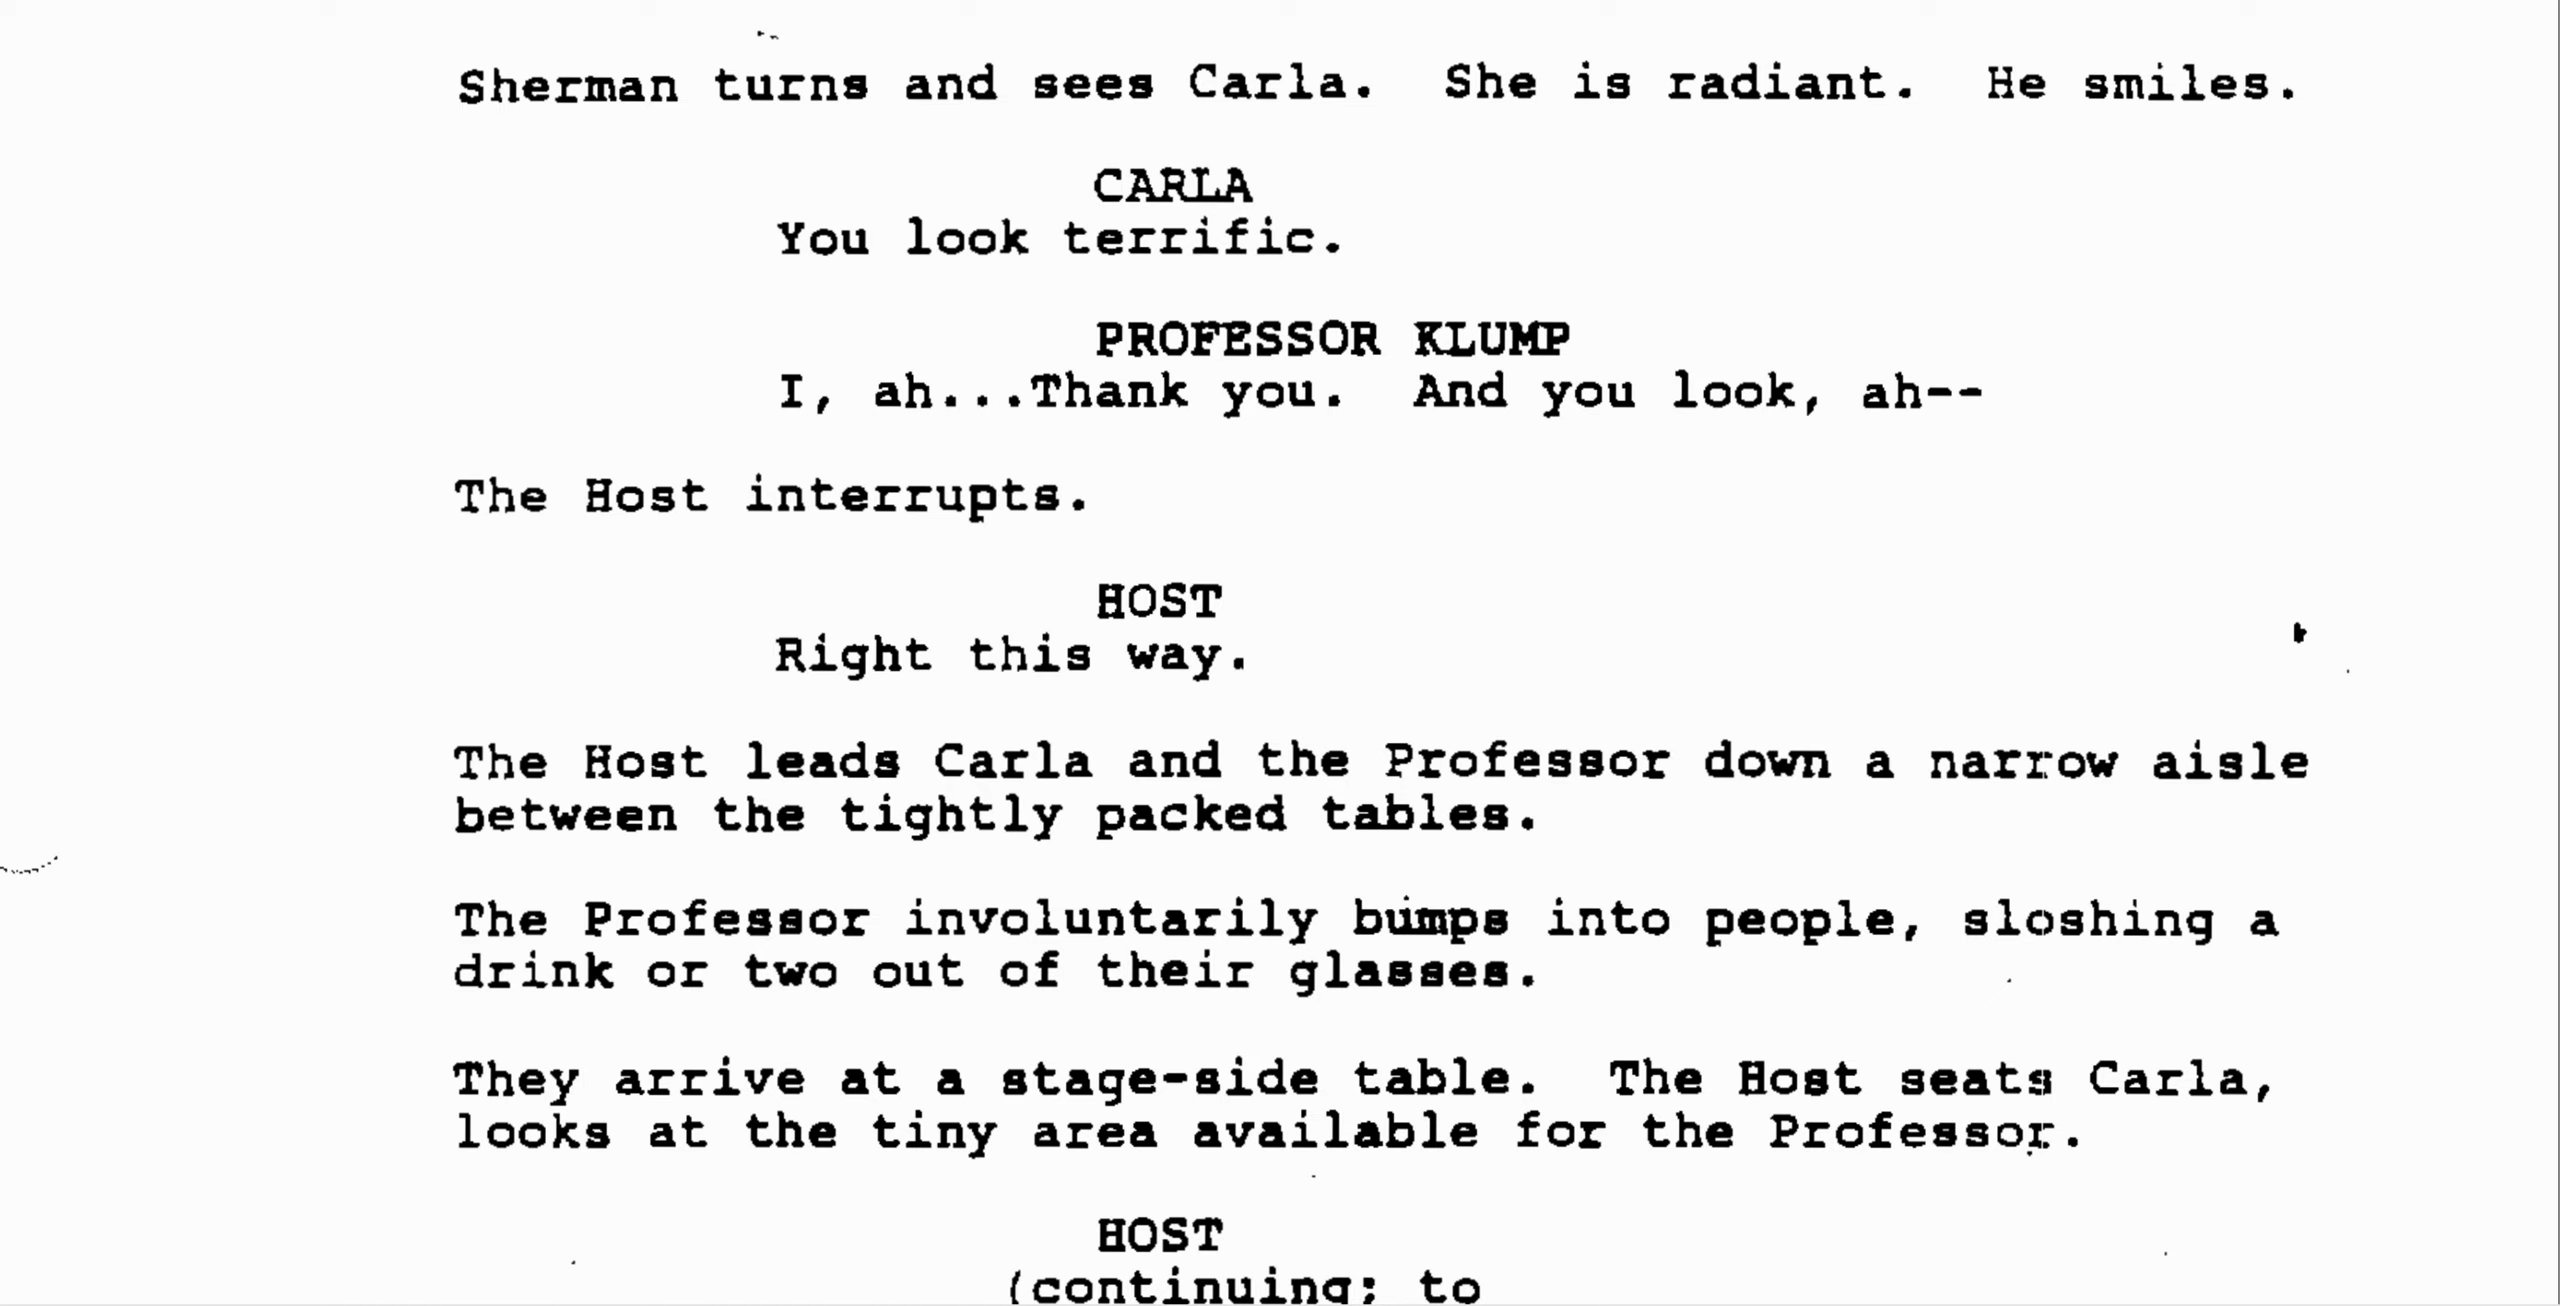 Sherman turns and sees Carla.  She is radiant.  He smiles.
CARLA
You look terrific.
PROFESSOR KLUMP
I, ah...Thank you.  And you look, ah--
The Host interrupts.
HOST
Right this way.
The Host leads Carla and the Professor down a narrow aisle
between the tightly packed tables.
The Professor involuntarily bumps into people, sloshing a
drink or two out of their glasses.
They arrive at a stage-side table.  The Host seats Carla,
looks at the tiny area available for the Professor.
HOST
(continuing; to